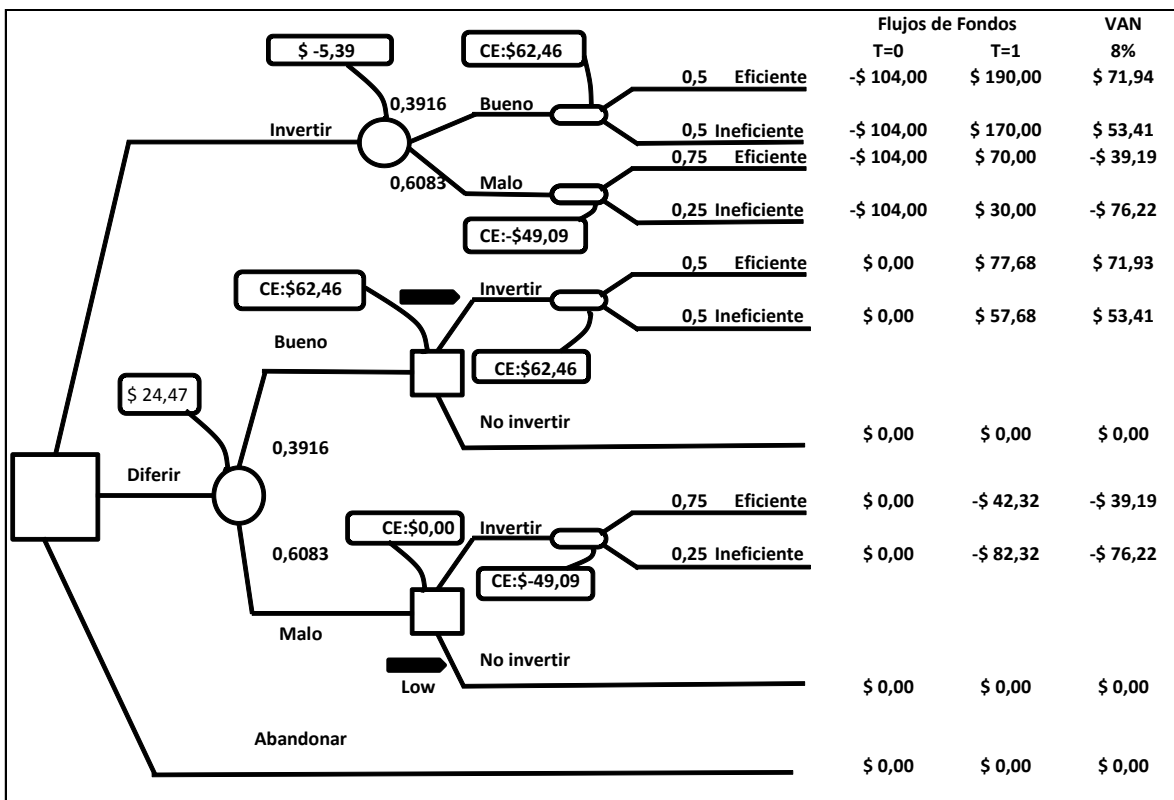 Flujos de Fondos VAN
T=0 T=1 8%
$ -5,39 CE:$62,46
0,5 Eficiente -$ 104,00 $ 190,00 $ 71,94
0,3916 Bueno
Invertir 0,5 Ineficiente -$ 104,00 $ 170,00 $ 53,41
0,75 Eficiente -$ 104,00 $ 70,00 -$ 39,19
0,6083 Malo
0,25 Ineficiente -$ 104,00 $ 30,00 -$ 76,22
CE:-$49,09
0,5 Eficiente $ 0,00 $ 77,68 $ 71,93
CE:$62,46 Invertir
0,5 Ineficiente $ 0,00 $ 57,68 $ 53,41
Bueno
CE:$62,46
$ 24,47
No invertir
0,3916 $ 0,00 $ 0,00 $ 0,00
Diferir
0,75 Eficiente $ 0,00 -$ 42,32 -$ 39,19
CE:$0,00 Invertir
0,6083 0,25 Ineficiente $ 0,00 -$ 82,32 -$ 76,22
CE:$-49,09
Malo
No invertir
Low $ 0,00 $ 0,00 $ 0,00
Abandonar
$ 0,00 $ 0,00 $ 0,00